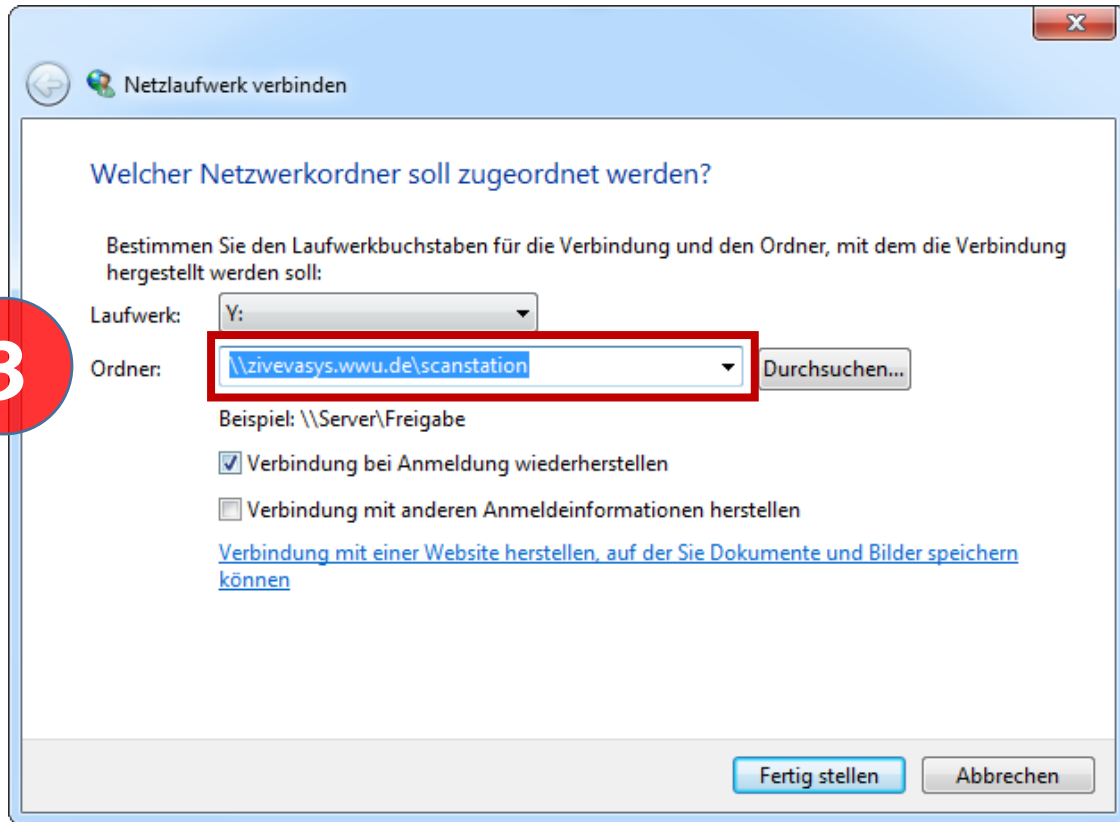 X
Netzlaufwerk verbinden
Welcher Netzwerkordner soll zugeordnet werden?
Bestimmen Sie den Laufwerkbuchstaben für die Verbindung und den Ordner, mit dem die Verbindung
hergestellt werden soll:
Laufwerk: Y:
3
Ordner: \\zivevasys.wwu.de\scanstation Durchsuchen...
Beispiel: \\Server\Freigabe
Verbindung bei Anmeldung wiederherstellen
Verbindung mit anderen Anmeldeinformationen herstellen
Verbindung mit einer Website herstellen, auf der Sie Dokumente und Bilder speichern
können
Fertig stellen Abbrechen